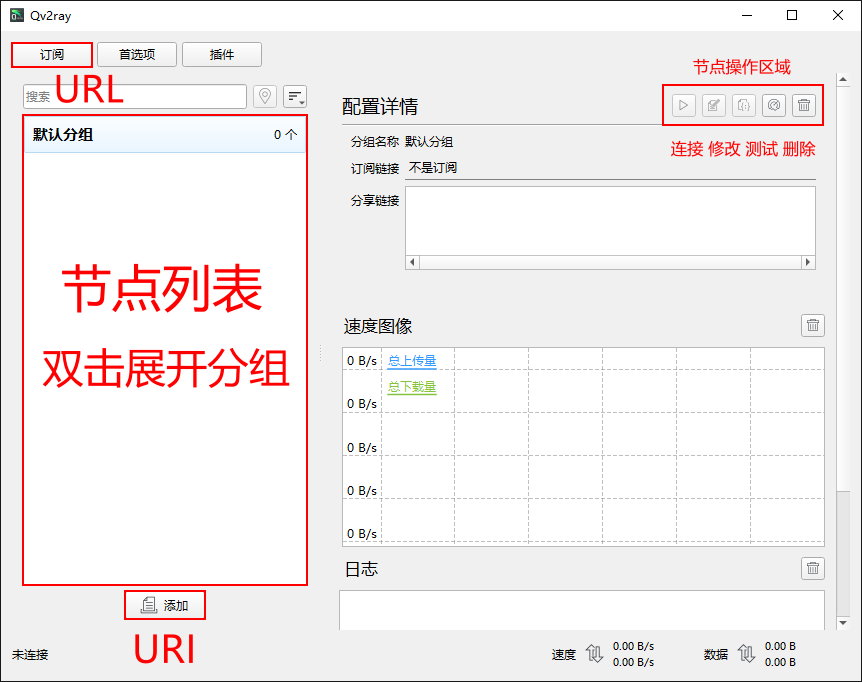 Qv2ray
订阅 首选项 插件
搜索
URL
默认分组 0 个
节点列表
双击展开分组
添加
URI
未连接
节点操作区域
配置详情
连接 修改 测试 删除
分组名称 默认分组
订阅链接 不是订阅
分享链接
速度图像
0 B/s 总上传量
总下载量
0 B/s
0 B/s
0 B/s
0 B/s
日志
速度 0.00 B/s
0.00 B/s
数据 0.00 B
0.00 B